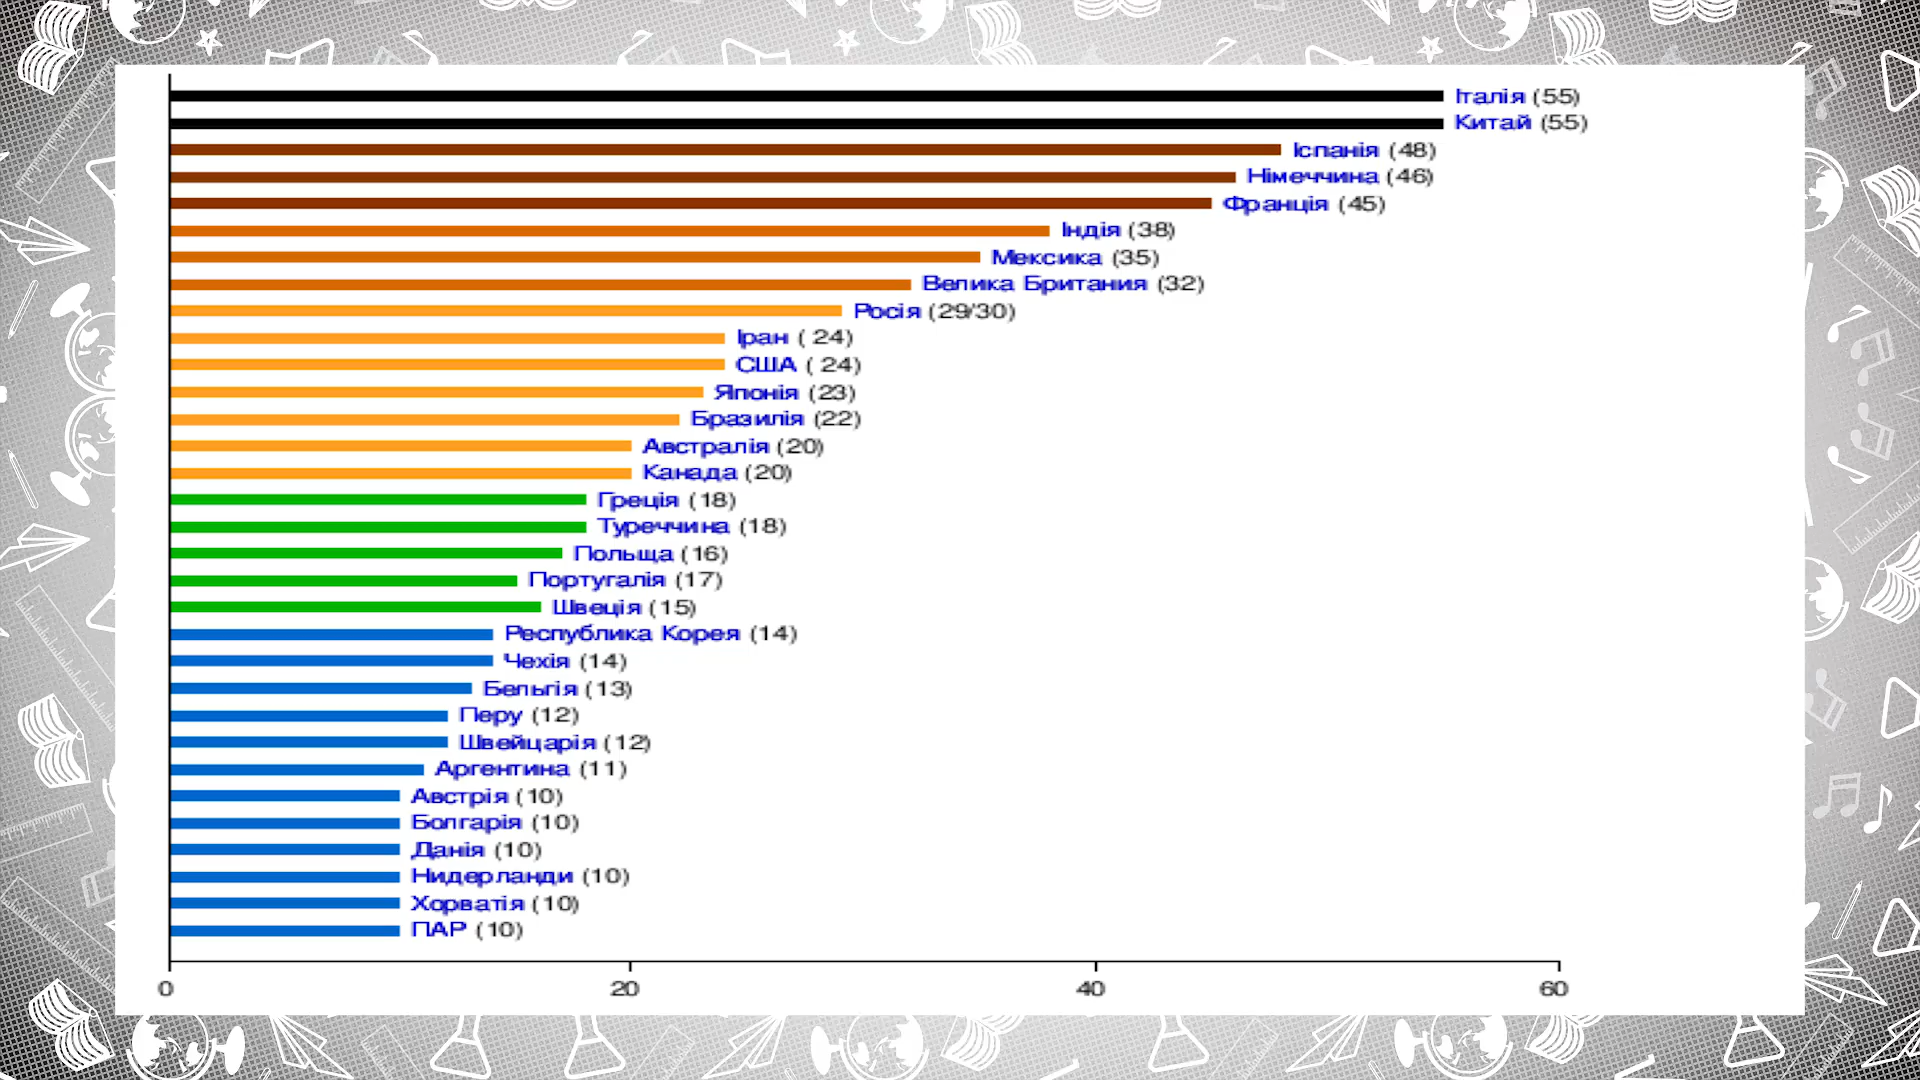 Італія (55)
Китай (55)
Іспанія (48)
Німеччина (46)
Франція (45)
Індія (38)
Мексика (35)
Велика Британия (32)
Росія (29/30)
Іран ( 24)
США ( 24)
Японія (23)
Бразилія (22)
Австралія (20)
Канада (20)
Греція (18)
Туреччина (18)
Польща (16)
Португалія (17)
Швеція (15)
Республика Корея (14)
Чехія (14)
Бельгія (13)
Перу (12)
Швейцарія (12)
Аргентина (11)
Австрія (10)
Болгарія (10)
Данія (10)
Нидерланди (10)
Хорватія (10)
ПАР (10)
0 20 40 60